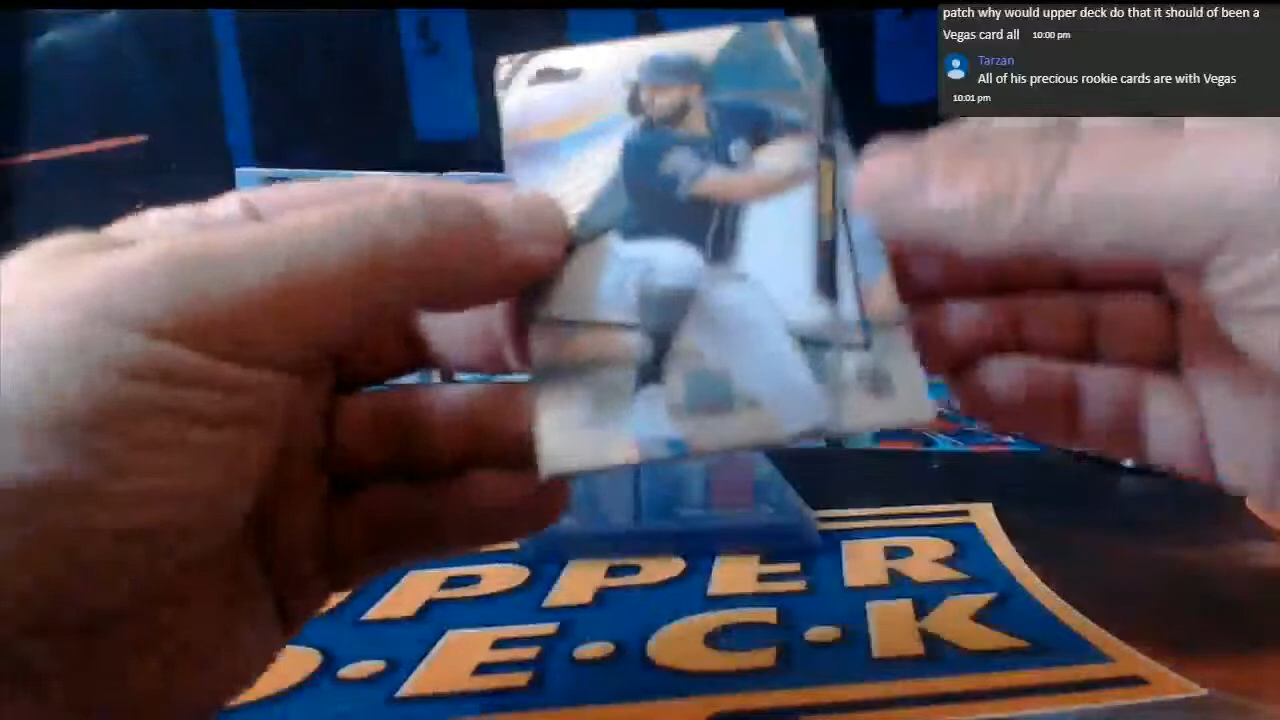 patch why would upper deck do that it should of been a
Vegas card all 10:00 pm
Tarzan
All of his precious rookie cards are with Vegas
10:01 pm
PPER
D•E•C•K